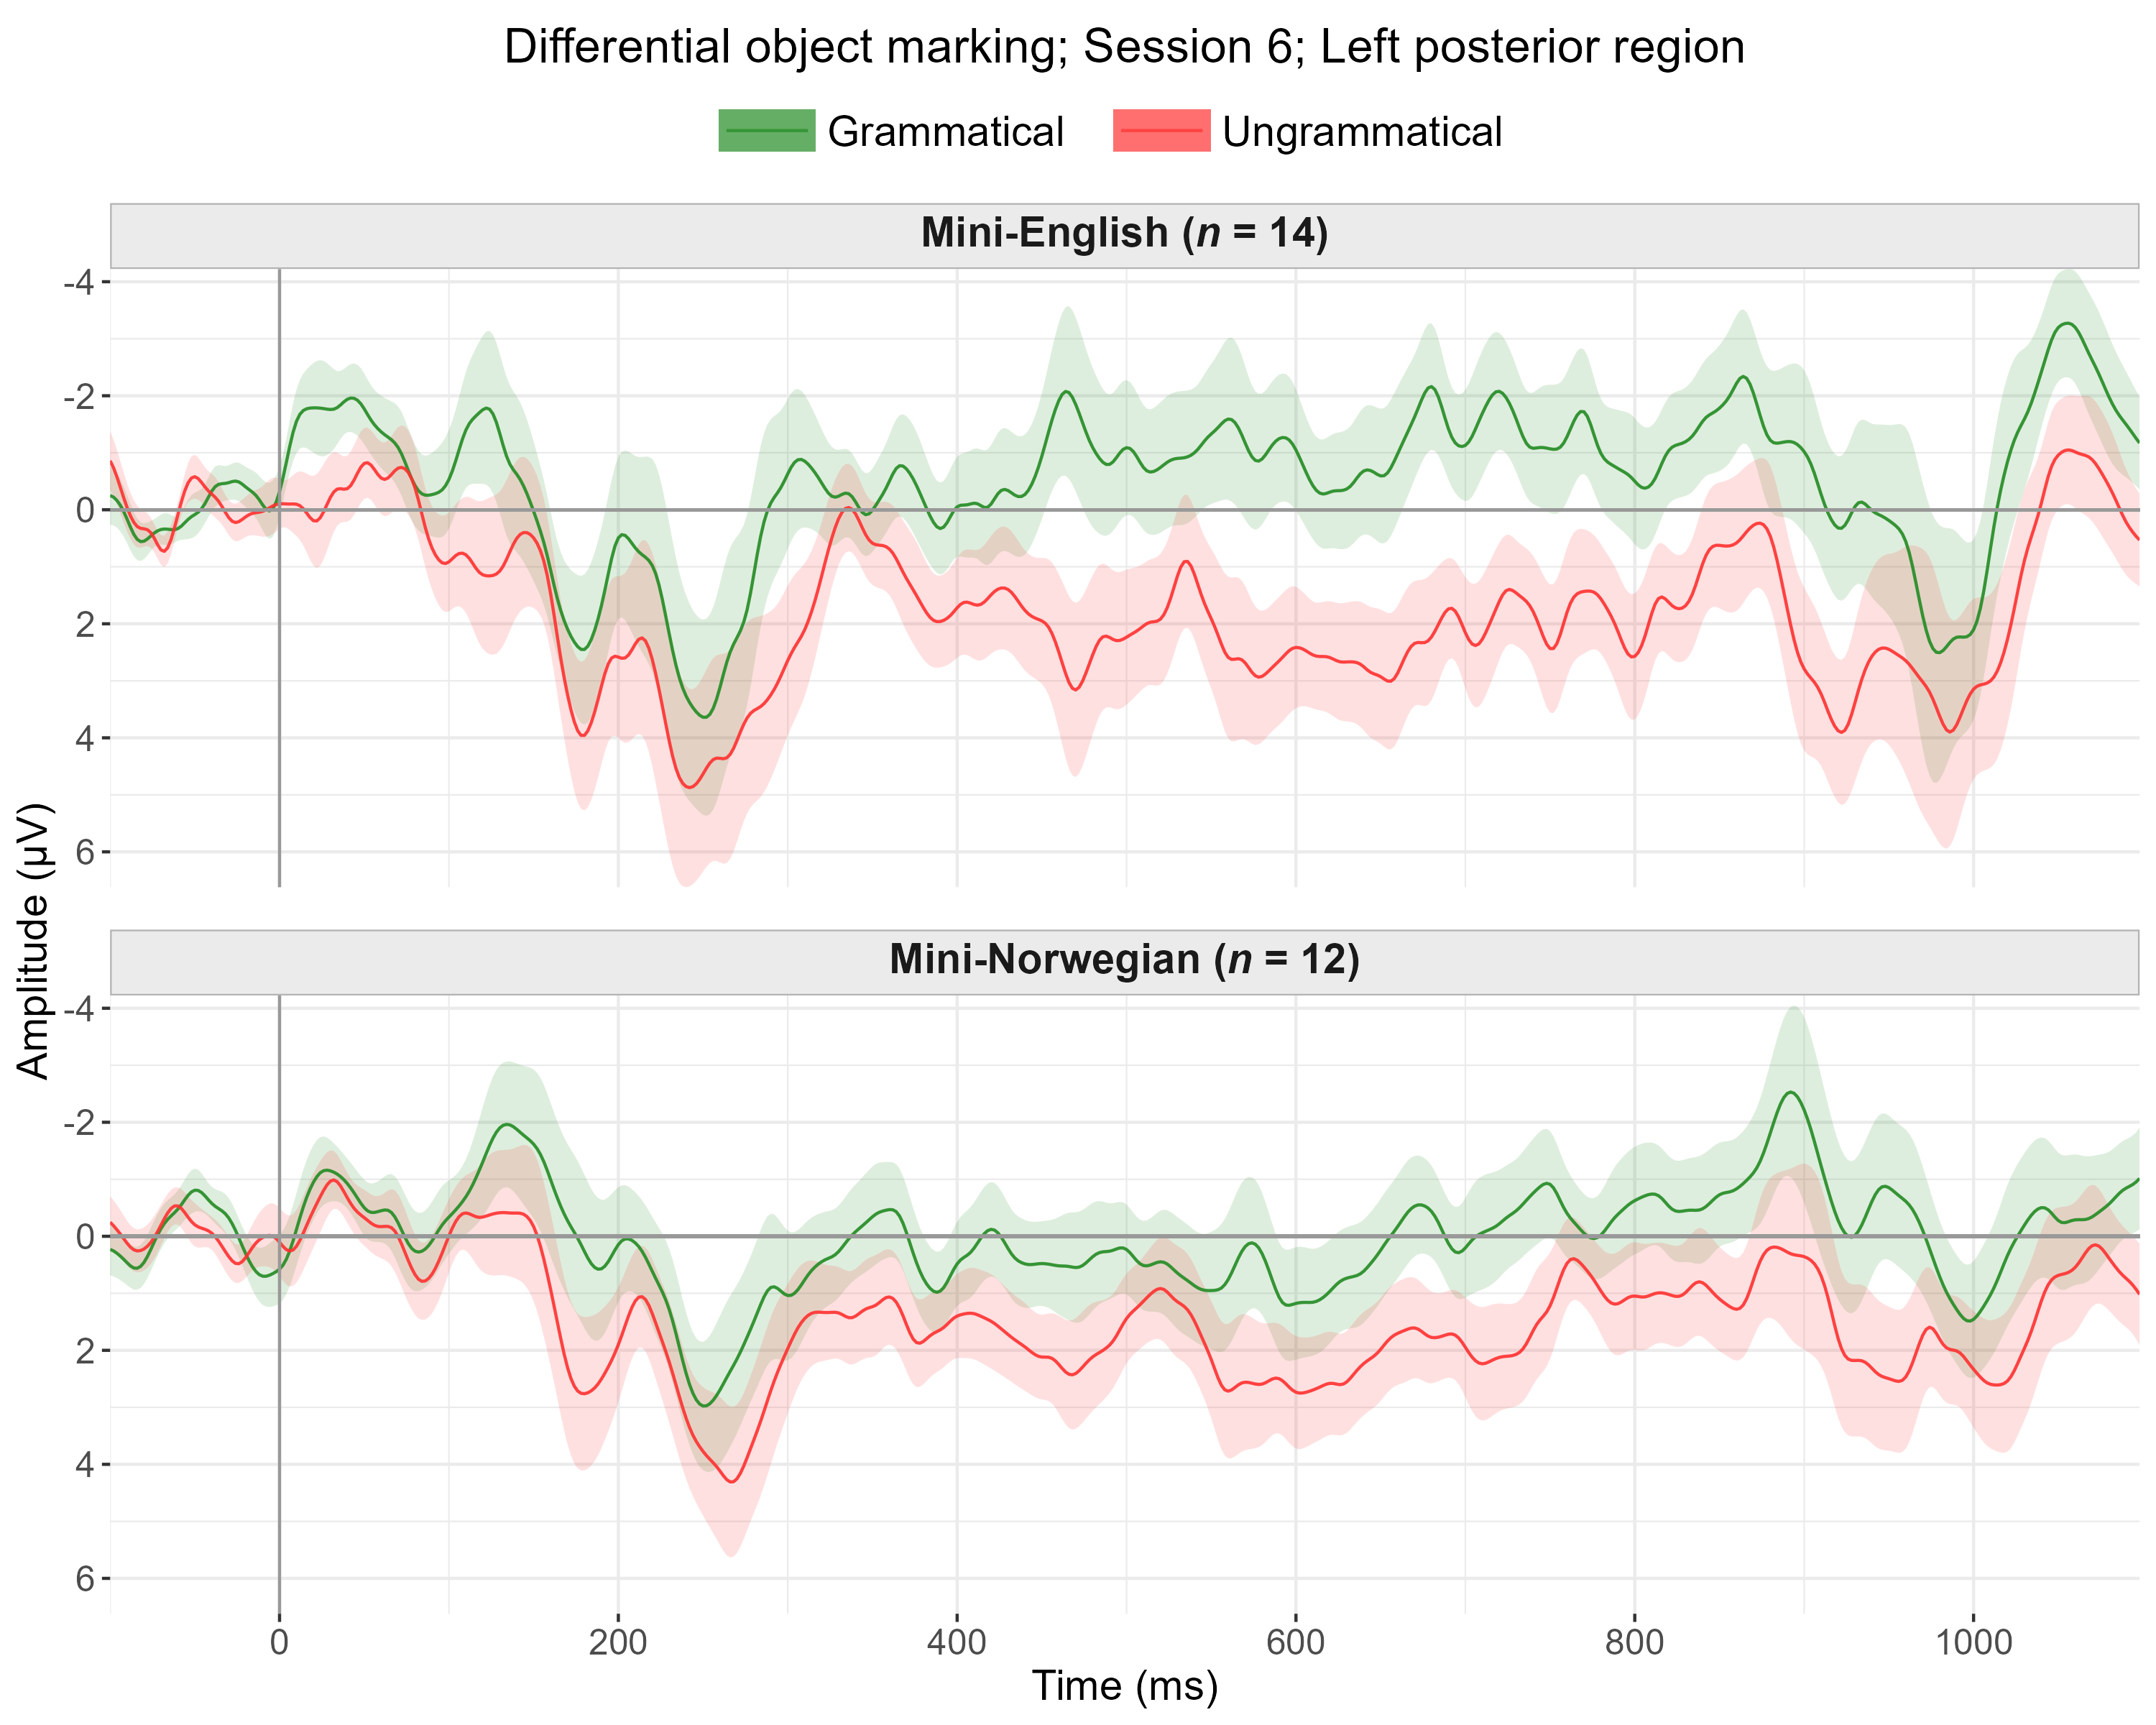 Differential object marking; Session 6; Left posterior region
Grammatical Ungrammatical
Mini-English (n = 14)
-4
-2
0
2
4
6
Amplitude (µV)
Mini-Norwegian (n = 12)
-4
-2
0
2
4
6
0 200 400 600 800 1000
Time (ms)